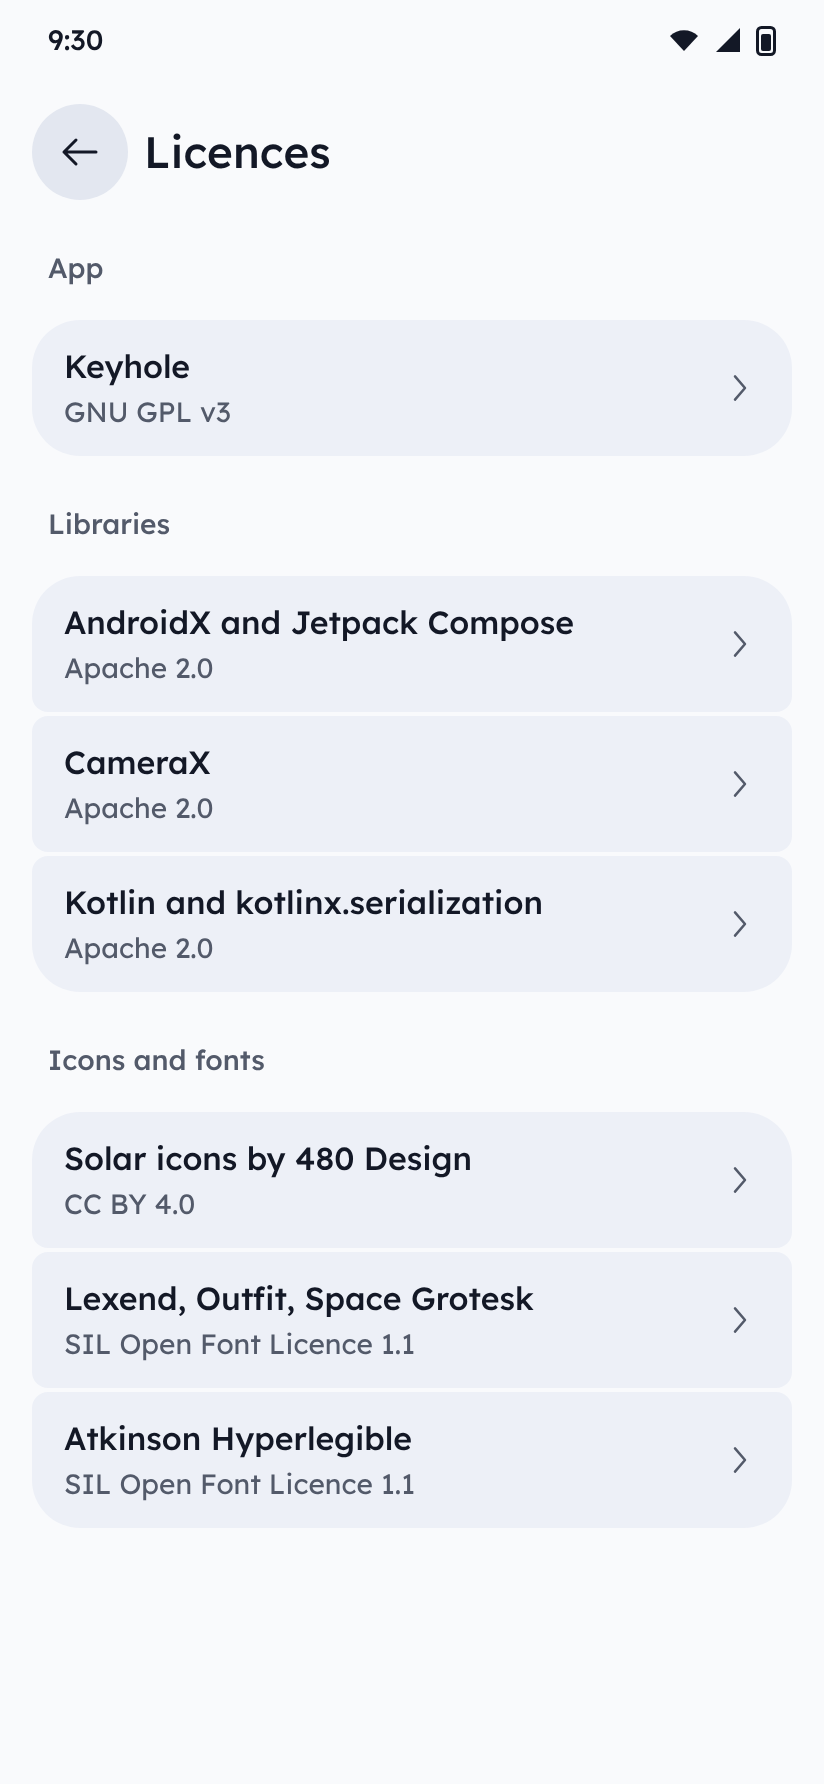 9:30
Licences
App
Keyhole
GNU GPL v3
Libraries
AndroidX and Jetpack Compose
Apache 2.0
CameraX
Apache 2.0
Kotlin and kotlinx.serialization
Apache 2.0
Icons and fonts
Solar icons by 480 Design
CC BY 4.0
Lexend, Outfit, Space Grotesk
SIL Open Font Licence 1.1
Atkinson Hyperlegible
SIL Open Font Licence 1.1